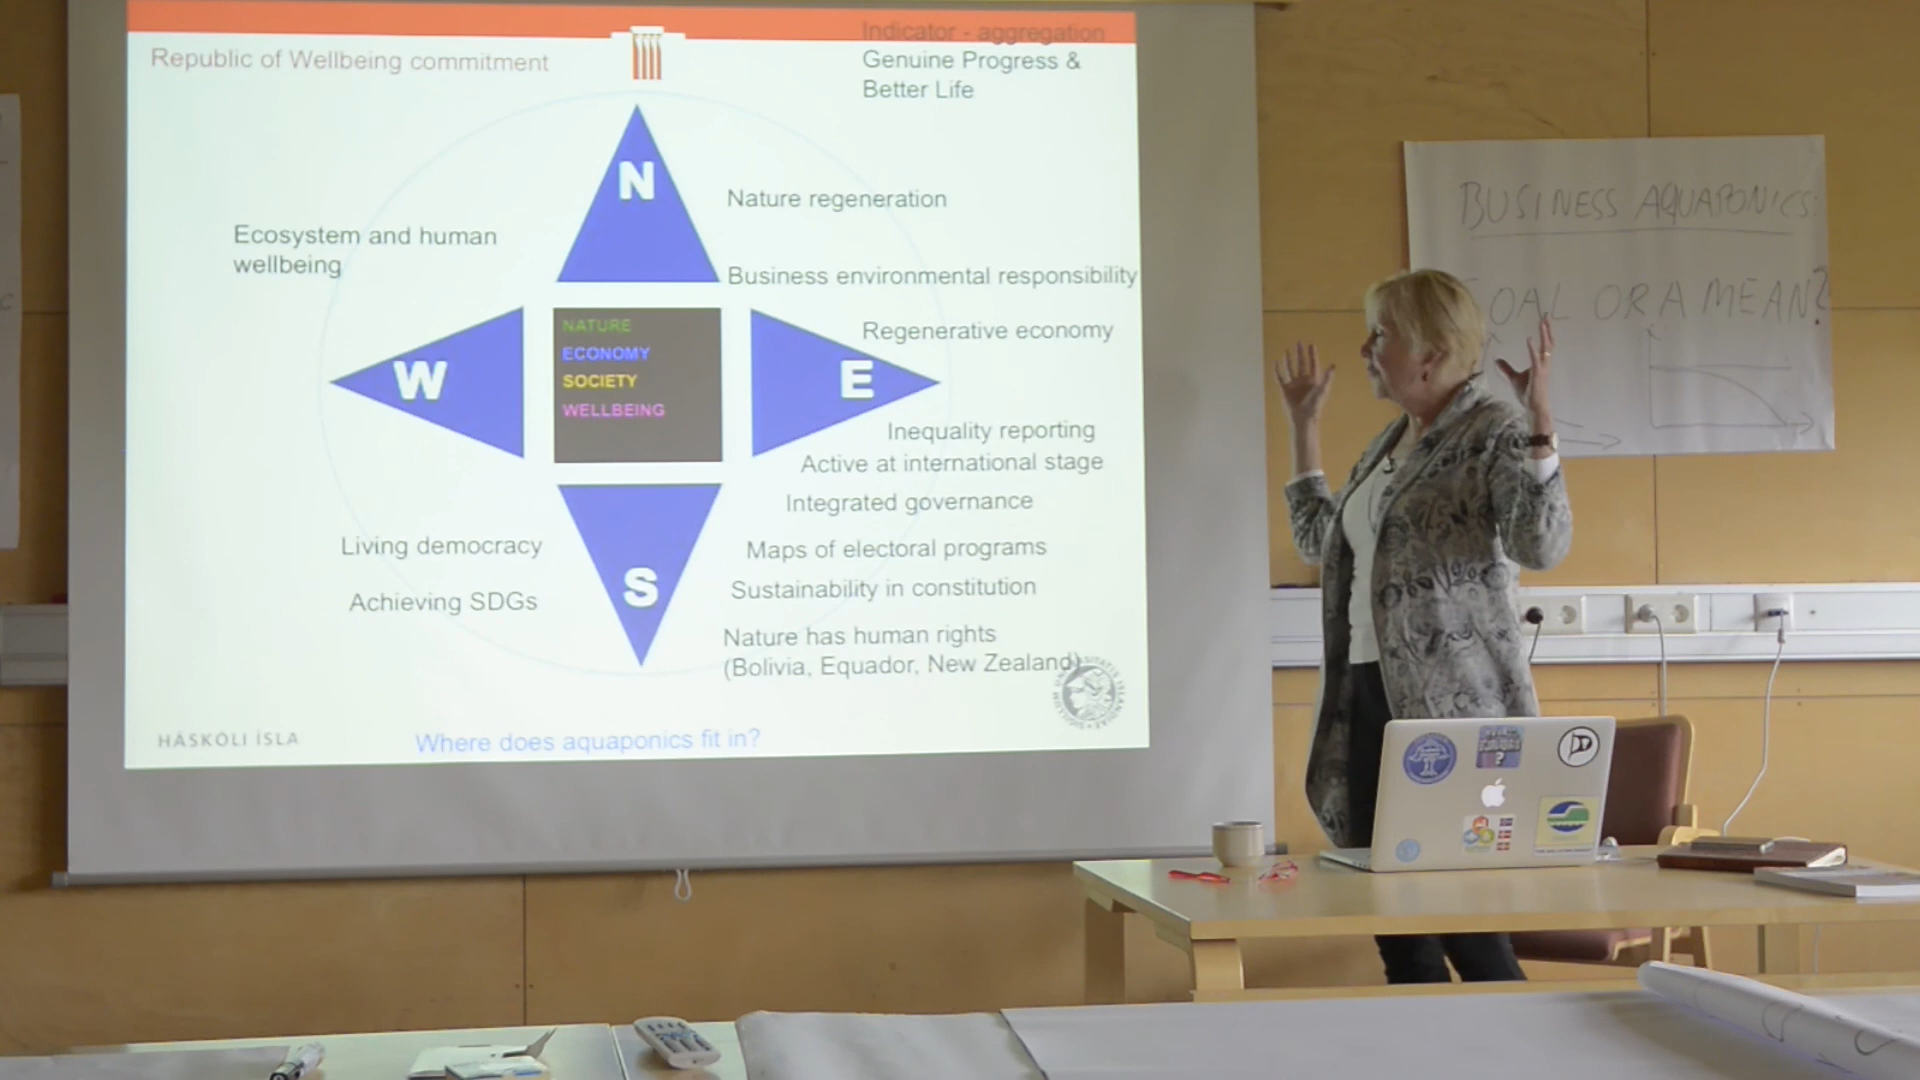 Indicator - aggregation
Republic of Wellbeing commitment
Genuine Progress &
Better Life
N
Nature regeneration
Ecosystem and human
wellbeing
Business environmental responsibility
NATURE
ECONOMY
SOCIETY
WELLBEING
W
E
Regenerative economy
Inequality reporting
Active at international stage
Integrated governance
S
Living democracy
Maps of electoral programs
Achieving SDGs
Sustainability in constitution
Nature has human rights
(Bolivia, Equador, New Zealand)
HÁSKÓLI ÍSLA
Where does aquaponics fit in?
BUSINESS AQUAPONICS:
GOAL OR A MEAN?